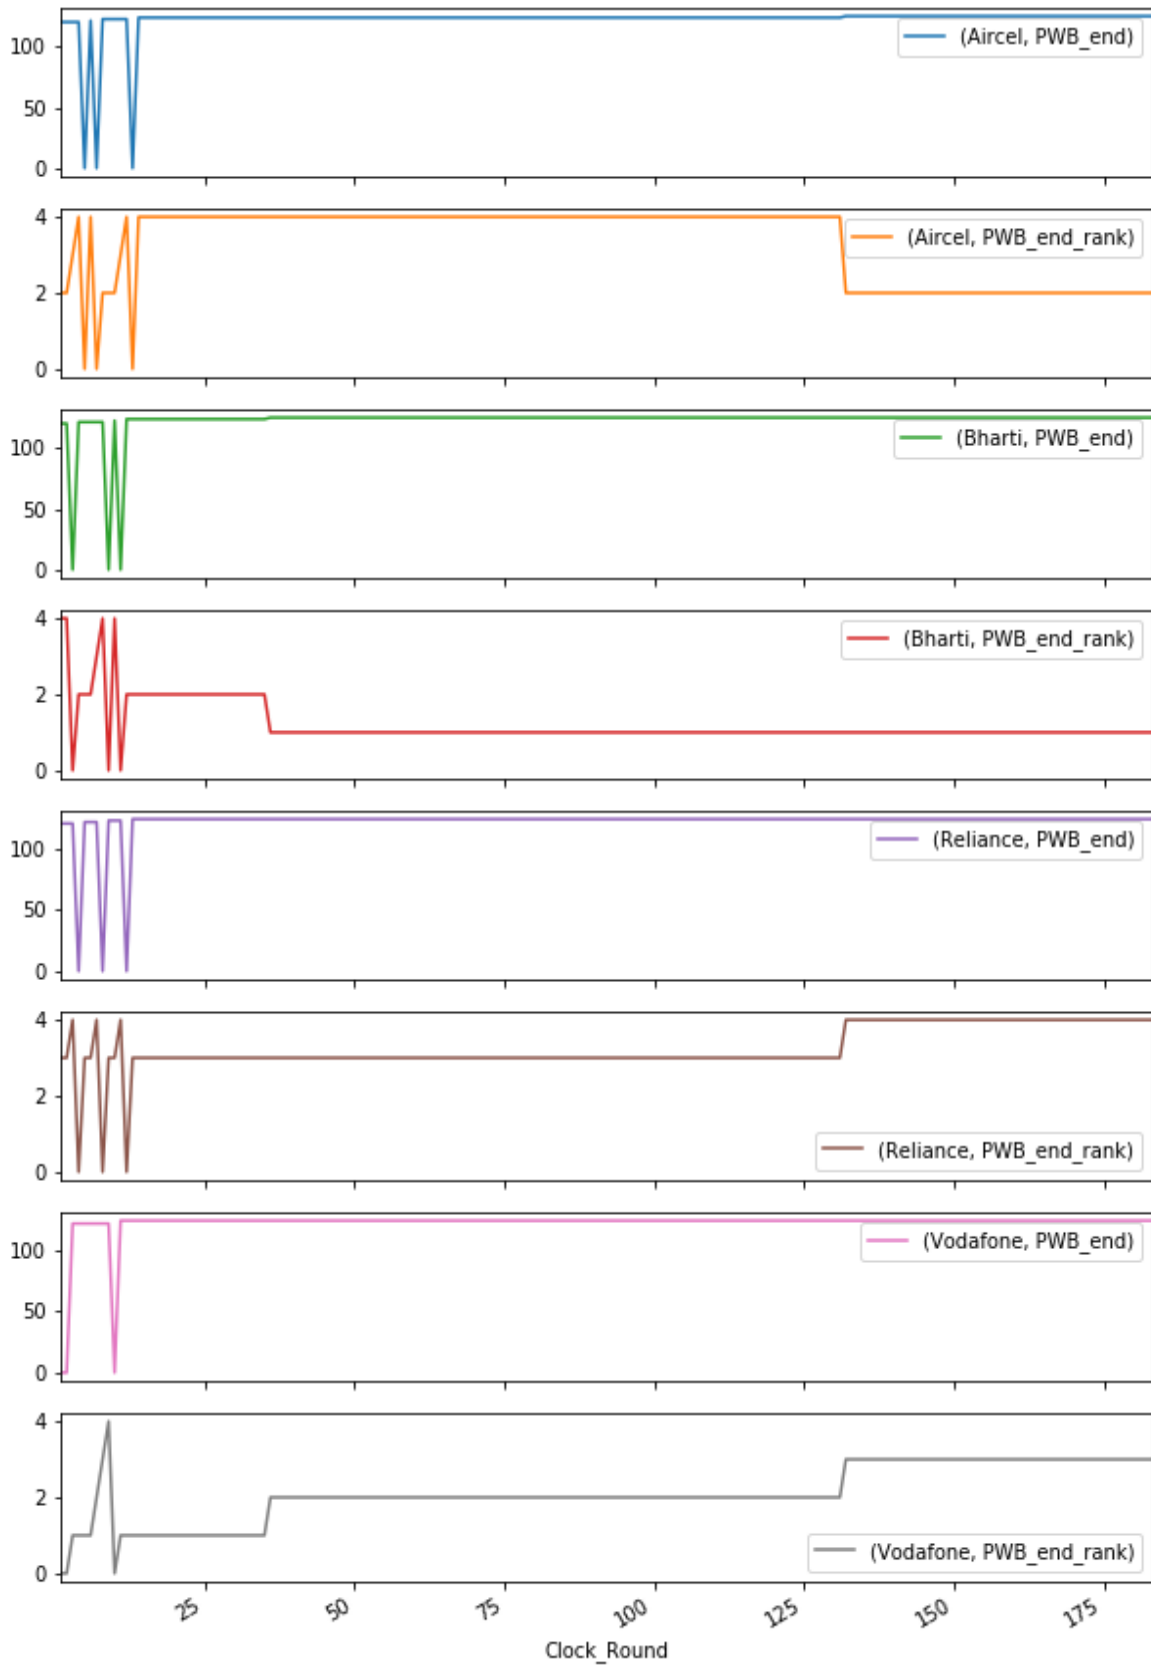 100
50
0
(Aircel, PWB_end)
4
2
0
(Aircel, PWB_end_rank)
100
50
0
(Bharti, PWB_end)
4
2
0
(Bharti, PWB_end_rank)
100
50
0
(Reliance, PWB_end)
4
2
0
(Reliance, PWB_end_rank)
100
50
0
(Vodafone, PWB_end)
4
2
0
(Vodafone, PWB_end_rank)
25 50 75 100 125 150 175
Clock_Round